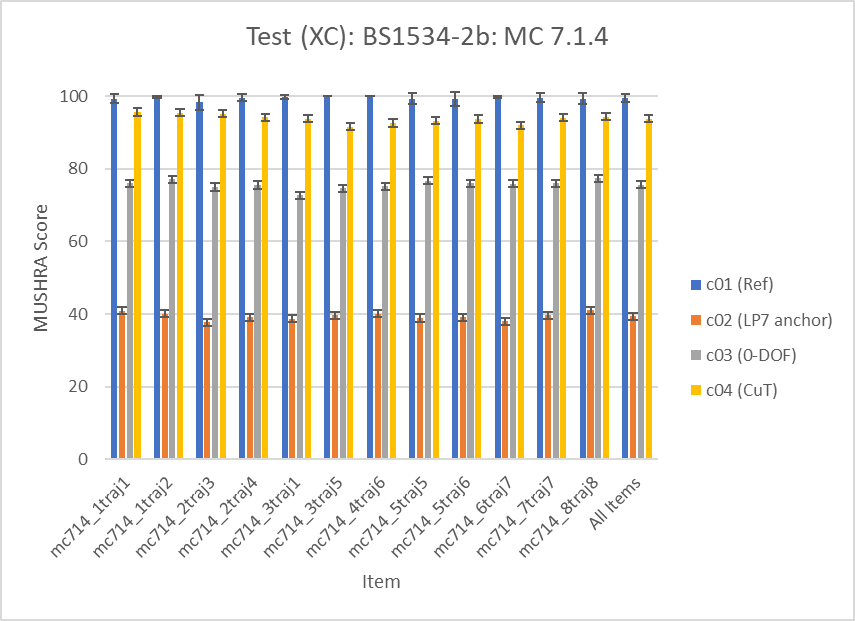 Test (XC): BS1534-2b: MC 7.1.4
MUSHRA Score
100
80
60
40
20
0
mc714_1traj1
mc714_1traj2
mc714_2traj3
mc714_2traj4
mc714_3traj1
mc714_3traj5
mc714_4traj6
mc714_5traj5
mc714_5traj6
mc714_6traj7
mc714_7traj7
mc714_8traj8
All Items
Item
c01 (Ref)
c02 (LP7 anchor)
c03 (0-DOF)
c04 (CuT)